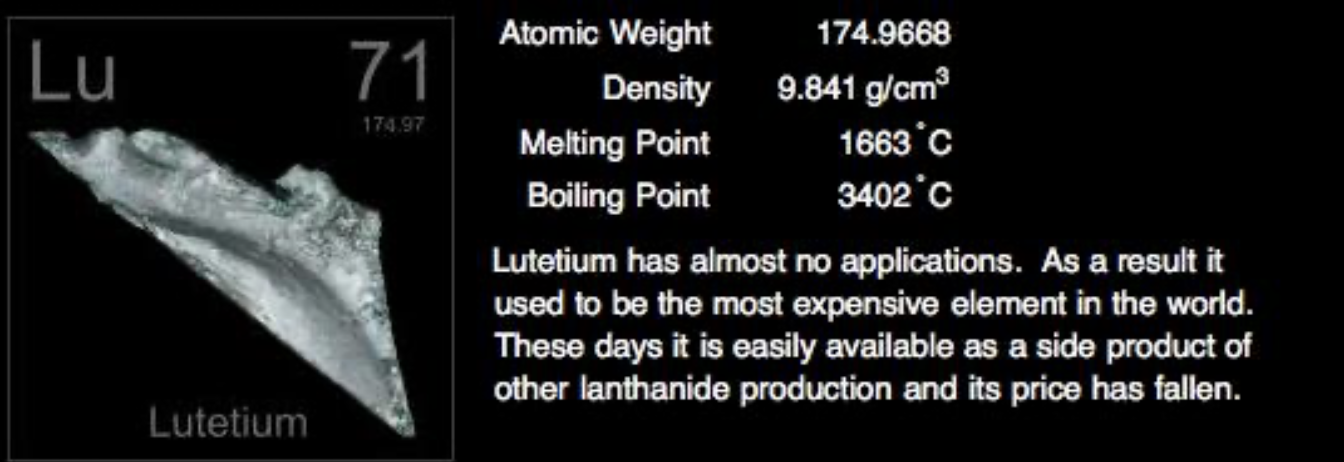 Lu 71
174.97
Lutetium
Atomic Weight 174.9668
Density 9.841 g/cm³
Melting Point 1663 ˚C
Boiling Point 3402 ˚C
Lutetium has almost no applications. As a result it
used to be the most expensive element in the world.
These days it is easily available as a side product of
other lanthanide production and its price has fallen.